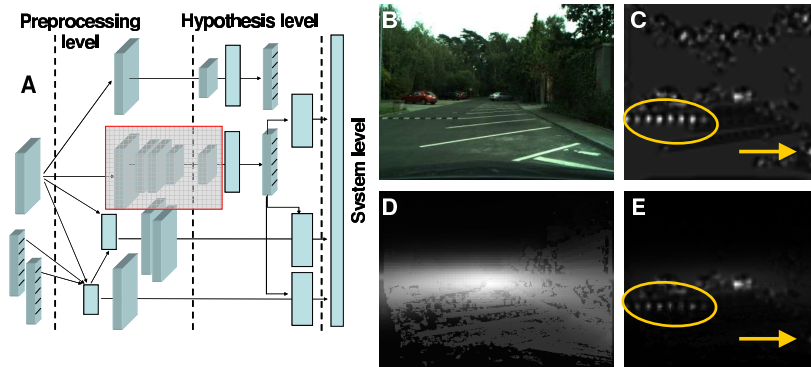 Preprocessing level
Hypothesis level
A
System level
B
C
D
E